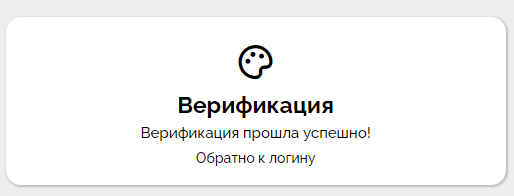 Верификация
Верификация прошла успешно!
Обратно к логину